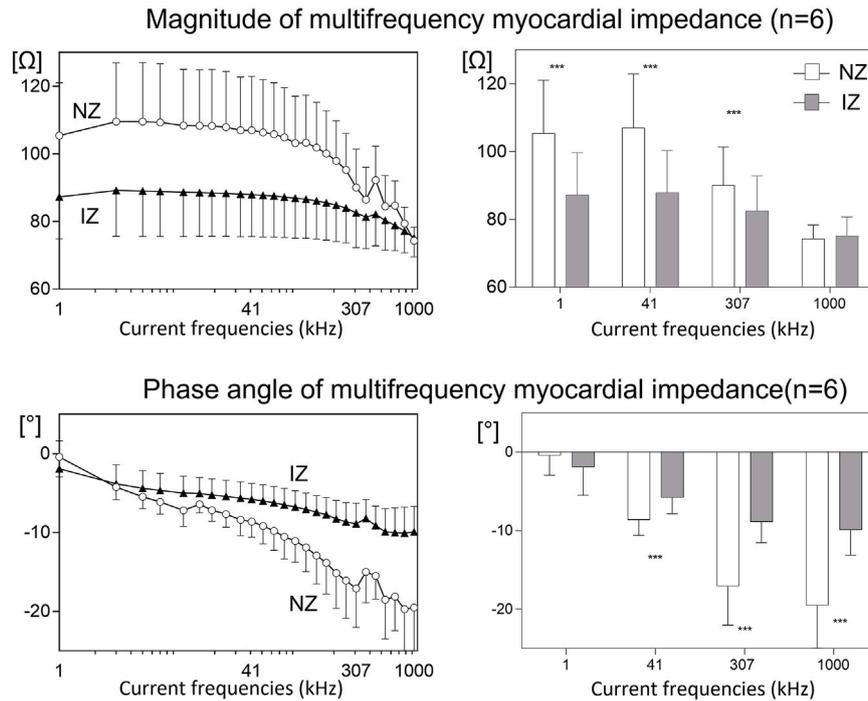 Magnitude of multifrequency myocardial impedance (n=6)
[Ω]
120
100
80
60
NZ
IZ
1
41
307
1000
Current frequencies (kHz)
[Ω]
120
100
80
60
***
***
***
NZ
IZ
1
41
307
1000
Current frequencies (kHz)
Phase angle of multifrequency myocardial impedance(n=6)
[°]
0
-10
-20
IZ
NZ
1
41
307
1000
Current frequencies (kHz)
[°]
0
-10
-20
***
***
***
1
41
307
1000
Current frequencies (kHz)